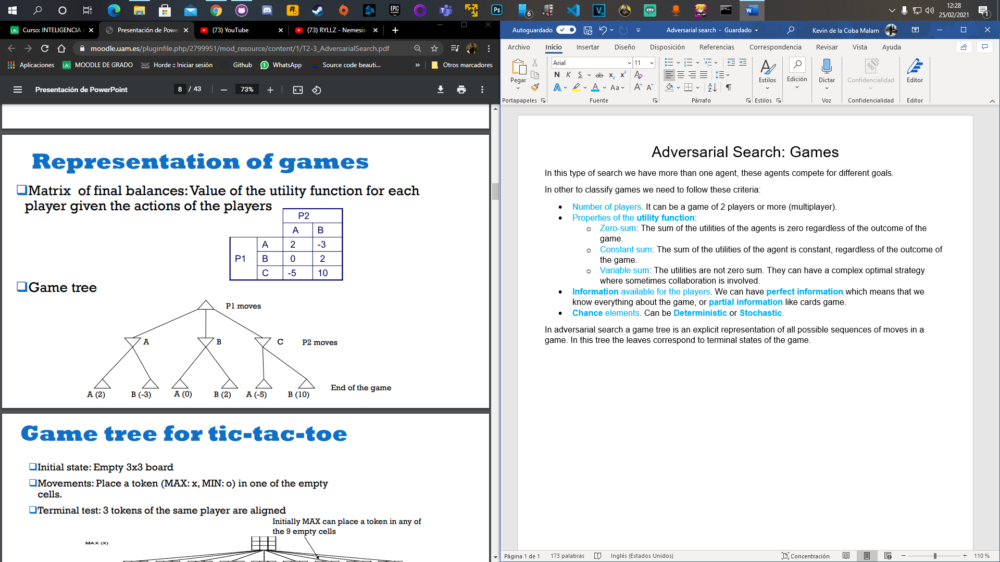 6
12:28
25/02/2021
1
Curso: INTELIGENCIA A
Presentación de Powe
(73) YouTube
(73) RYLLZ - Nemesis
moodle.uam.es/pluginfile.php/2799951/mod_resource/content/1/T2-3_AdversarialSearch.pdf
Aplicaciones
MOODLE DE GRADO
Horde :: Iniciar sesión
Github
WhatsApp
Source code beauti...
»
Otros marcadores
Presentación de PowerPoint
8 / 43
73%
Representation of games
Matrix of final balances: Value of the utility function for each
player given the actions of the players
P2
A B
P1
A 2 -3
B 0 2
C -5 10
Game tree
P1 moves
A B C P2 moves
A (2) B (-3) A (0) B (2) A (-5) B (10)
End of the game
Game tree for tic-tac-toe
Initial state: Empty 3x3 board
Movements: Place a token (MAX: x, MIN: o) in one of the empty
cells.
Terminal test: 3 tokens of the same player are aligned
Initially MAX can place a token in any of
the 9 empty cells
MAX (X)
Autoguardado
Adversarial search - Guardado
Kevin de la Coba Malam
Archivo Inicio Insertar Diseño Disposición Referencias Correspondencia Revisar Vista Ayuda
Pegar
Arial 11
N K S ab x₂ x²
A A Aa A A
Estilos
Edición
Dictar
Confidencialidad
Editor
Portapapeles Fuente Párrafo Estilos Voz Confidencialidad Editor
Adversarial Search: Games
In this type of search we have more than one agent, these agents compete for different goals.
In other to classify games we need to follow these criteria:
• Number of players. It can be a game of 2 players or more (multiplayer).
• Properties of the utility function:
o Zero-sum: The sum of the utilities of the agents is zero regardless of the outcome of the
game.
o Constant sum: The sum of the utilities of the agent is constant, regardless of the outcome of
the game.
o Variable sum: The utilities are not zero sum. They can have a complex optimal strategy
where sometimes collaboration is involved.
• Information available for the players. We can have perfect information which means that we
know everything about the game, or partial information like cards game.
• Chance elements. Can be Deterministic or Stochastic.
In adversarial search a game tree is an explicit representation of all possible sequences of moves in a
game. In this tree the leaves correspond to terminal states of the game.
Página 1 de 1
173 palabras
Inglés (Estados Unidos)
Concentración
110 %